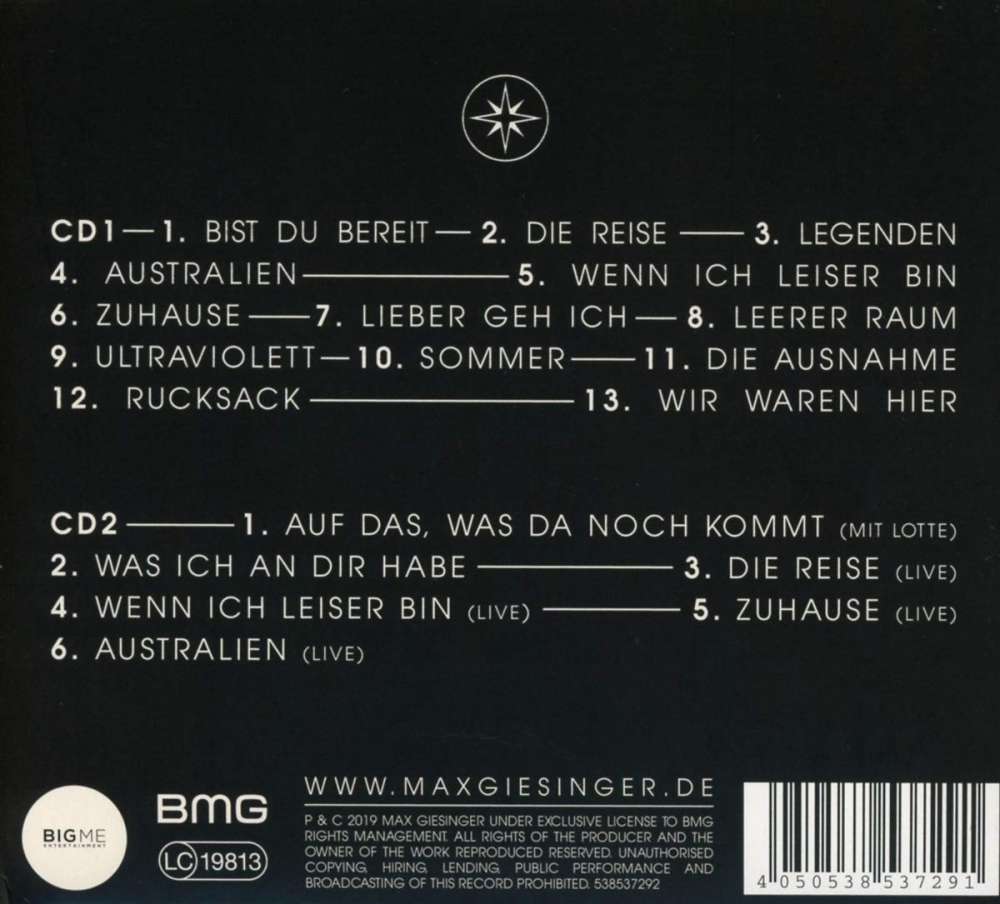 CD1 — 1. BIST DU BEREIT — 2. DIE REISE — 3. LEGENDEN
4. AUSTRALIEN — 5. WENN ICH LEISER BIN
6. ZUHAUSE — 7. LIEBER GEH ICH — 8. LEERER RAUM
9. ULTRAVIOLETT — 10. SOMMER — 11. DIE AUSNAHME
12. RUCKSACK — 13. WIR WAREN HIER
CD2 — 1. AUF DAS, WAS DA NOCH KOMMT (MIT LOTTE)
2. WAS ICH AN DIR HABE — 3. DIE REISE (LIVE)
4. WENN ICH LEISER BIN (LIVE) — 5. ZUHAUSE (LIVE)
6. AUSTRALIEN (LIVE)
BIGME
ENTERTAINMENT
BMG
LC 19813
WWW.MAXGIESINGER.DE
P & C 2019 MAX GIESINGER UNDER EXCLUSIVE LICENSE TO BMG
RIGHTS MANAGEMENT. ALL RIGHTS OF THE PRODUCER AND THE
OWNER OF THE WORK REPRODUCED RESERVED. UNAUTHORISED
COPYING, HIRING, LENDING, PUBLIC PERFORMANCE AND
BROADCASTING OF THIS RECORD PROHIBITED. 538537292
4 050538 537291